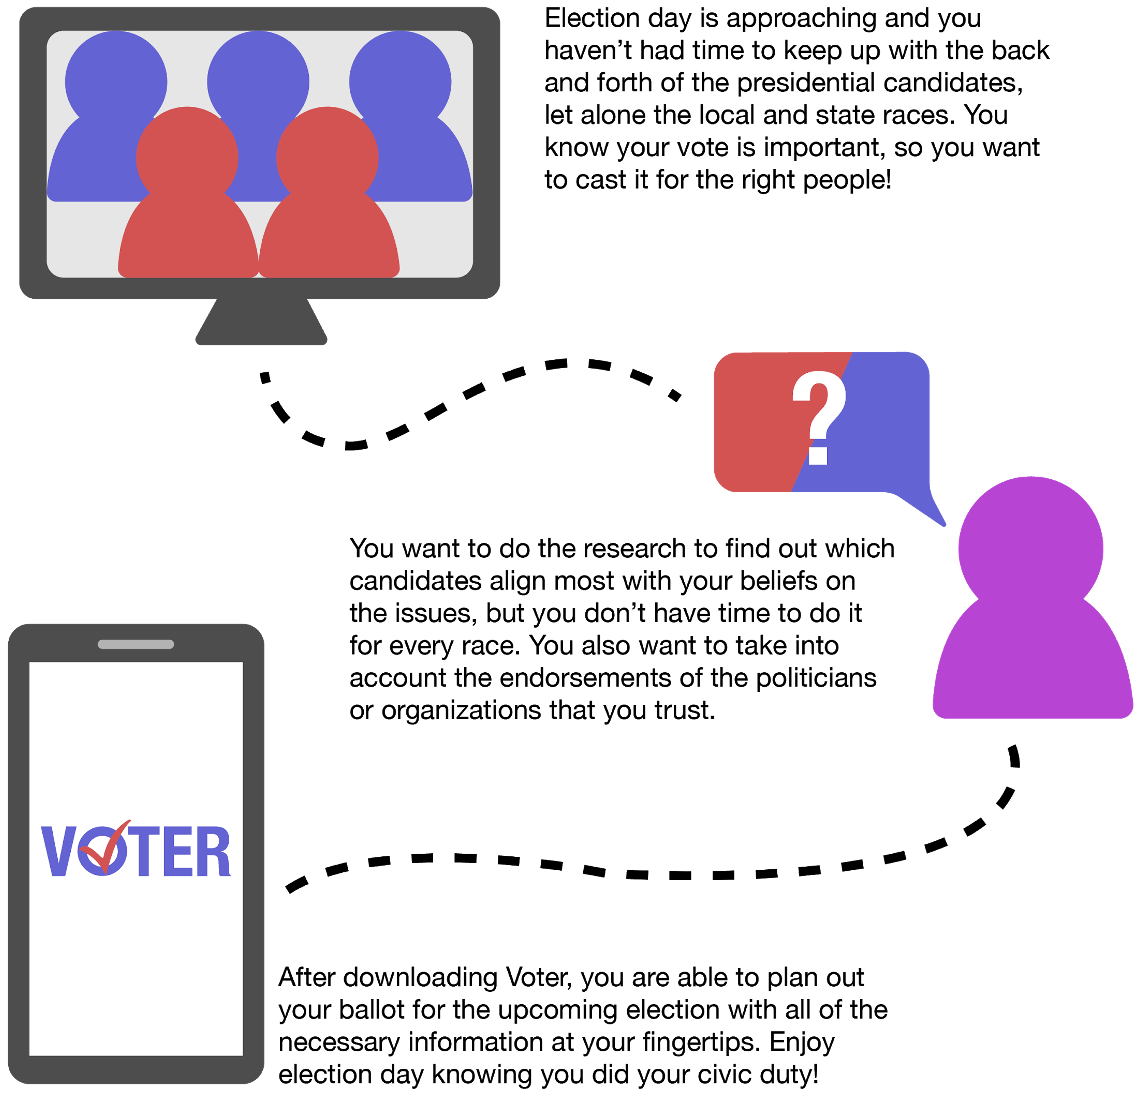 Election day is approaching and you
haven’t had time to keep up with the back
and forth of the presidential candidates,
let alone the local and state races. You
know your vote is important, so you want
to cast it for the right people!
?
You want to do the research to find out which
candidates align most with your beliefs on
the issues, but you don’t have time to do it
for every race. You also want to take into
account the endorsements of the politicians
or organizations that you trust.
VOTER
After downloading Voter, you are able to plan out
your ballot for the upcoming election with all of the
necessary information at your fingertips. Enjoy
election day knowing you did your civic duty!